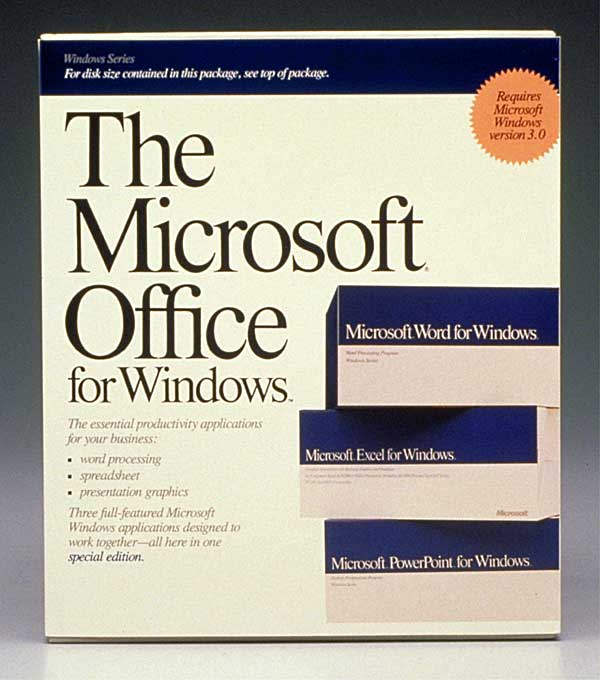 Windows Series
For disk size contained in this package, see top of package.
Requires
Microsoft
Windows
version 3.0
The
Microsoft®
Office
for Windows™
The essential productivity applications
for your business:
▪ word processing
▪ spreadsheet
▪ presentation graphics
Three full-featured Microsoft
Windows applications designed to
work together—all here in one
special edition.
Microsoft Word for Windows
Word Processing Program
Windows Series
Microsoft Excel for Windows
Microsoft
Microsoft PowerPoint for Windows
Windows Series